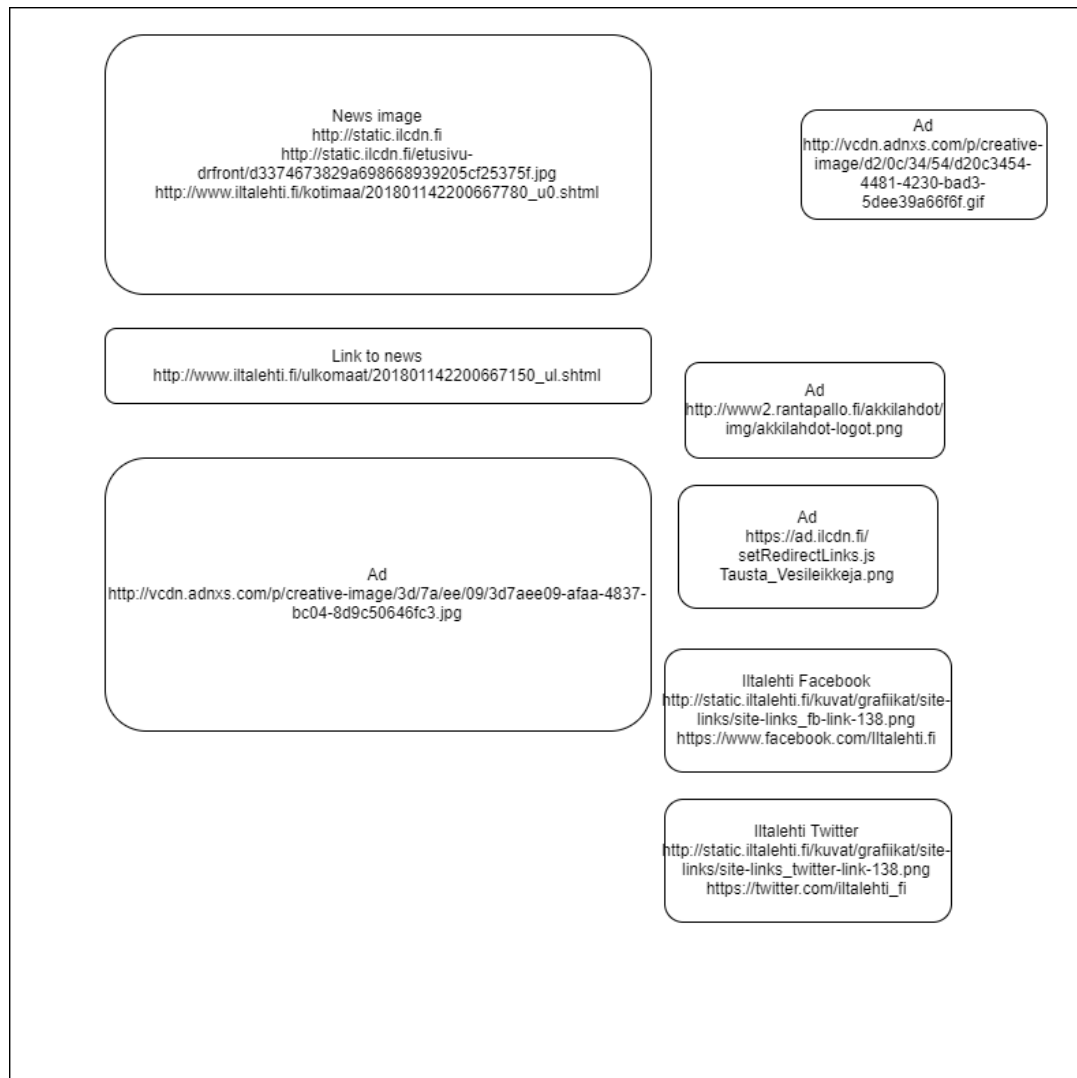 News image
http://static.ilcdn.fi
http://static.ilcdn.fi/etusivu-
drfront/d3374673829a698668939205cf25375f.jpg
http://www.iltalehti.fi/kotimaa/201801142200667780_u0.shtml
Ad
http://vcdn.adnxs.com/p/creative-
image/d2/0c/34/54/d20c3454-
4481-4230-bad3-
5dee39a66f6f.gif
Link to news
http://www.iltalehti.fi/ulkomaat/201801142200667150_ul.shtml
Ad
http://www2.rantapallo.fi/akkilahdot/
img/akkilahdot-logot.png
Ad
http://vcdn.adnxs.com/p/creative-image/3d/7a/ee/09/3d7aee09-afaa-4837-
bc04-8d9c50646fc3.jpg
Ad
https://ad.ilcdn.fi/
setRedirectLinks.js
Tausta_Vesileikkeja.png
Iltalehti Facebook
http://static.iltalehti.fi/kuvat/grafiikat/site-
links/site-links_fb-link-138.png
https://www.facebook.com/Iltalehti.fi
Iltalehti Twitter
http://static.iltalehti.fi/kuvat/grafiikat/site-
links/site-links_twitter-link-138.png
https://twitter.com/iltalehti_fi